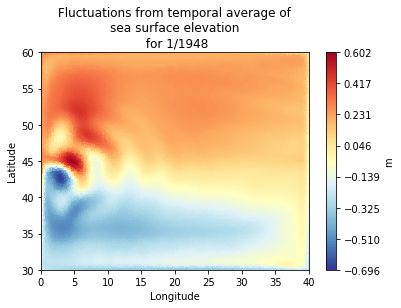 Fluctuations from temporal average of
sea surface elevation
for 1/1948
60
55
50
45
40
35
30
Latitude
0 5 10 15 20 25 30 35 40
Longitude
0.602
0.417
0.231
0.046
−0.139
−0.325
−0.510
−0.696
m